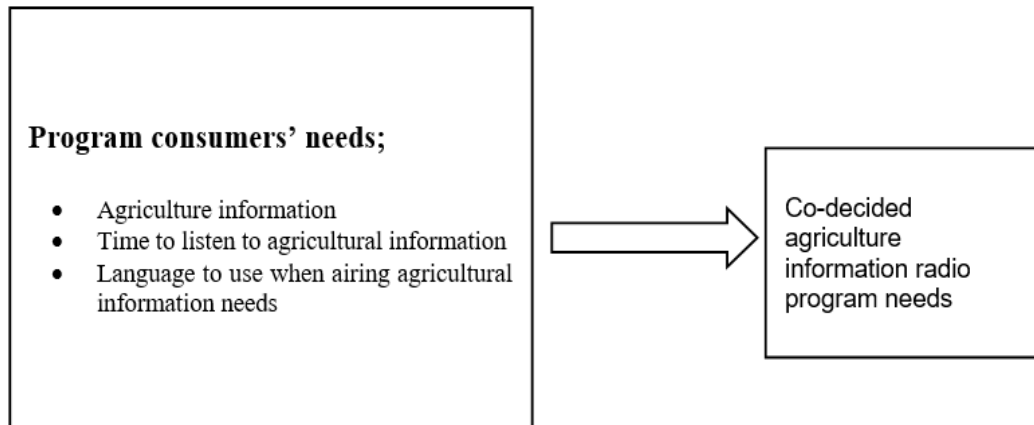 Program consumers’ needs;
• Agriculture information
• Time to listen to agricultural information
• Language to use when airing agricultural
information needs
Co-decided
agriculture
information radio
program needs